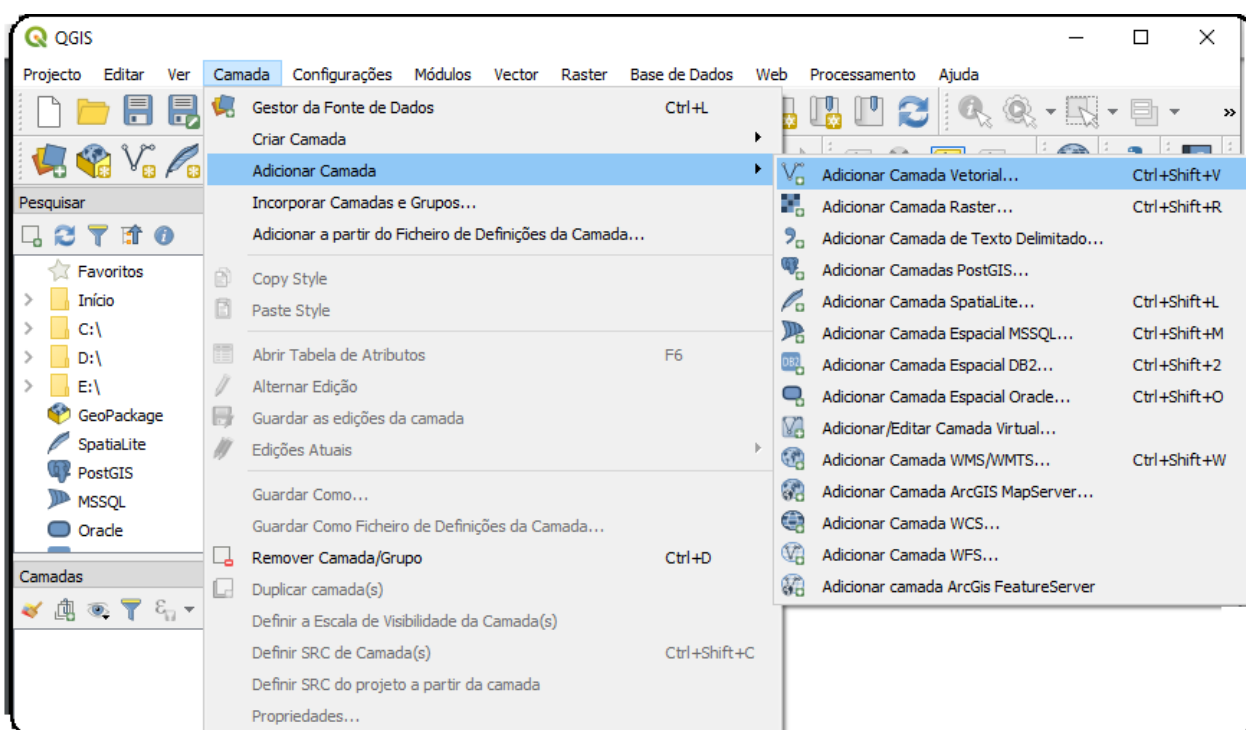 QGIS
Projecto Editar Ver Camada Configurações Módulos Vector Raster Base de Dados Web Processamento Ajuda
»
Gestor da Fonte de Dados Ctrl+L
Criar Camada
Adicionar Camada
Incorporar Camadas e Grupos...
Adicionar a partir do Ficheiro de Definições da Camada...
Copy Style
Paste Style
Abrir Tabela de Atributos F6
Alternar Edição
Guardar as edições da camada
Edições Atuais
Guardar Como...
Guardar Como Ficheiro de Definições da Camada...
Remover Camada/Grupo Ctrl+D
Duplicar camada(s)
Definir a Escala de Visibilidade da Camada(s)
Definir SRC de Camada(s) Ctrl+Shift+C
Definir SRC do projeto a partir da camada
Propriedades...
Adicionar Camada Vetorial... Ctrl+Shift+V
Adicionar Camada Raster... Ctrl+Shift+R
Adicionar Camada de Texto Delimitado...
Adicionar Camadas PostGIS...
Adicionar Camada SpatiaLite... Ctrl+Shift+L
Adicionar Camada Espacial MSSQL... Ctrl+Shift+M
DB2 Adicionar Camada Espacial DB2... Ctrl+Shift+2
Adicionar Camada Espacial Oracle... Ctrl+Shift+O
Adicionar/Editar Camada Virtual...
Adicionar Camada WMS/WMTS... Ctrl+Shift+W
Adicionar Camada ArcGIS MapServer...
Adicionar Camada WCS...
Adicionar Camada WFS...
Adicionar camada ArcGis FeatureServer
Pesquisar
Favoritos
Início
C:\
D:\
E:\
GeoPackage
SpatiaLite
PostGIS
MSSQL
Oracle
Camadas